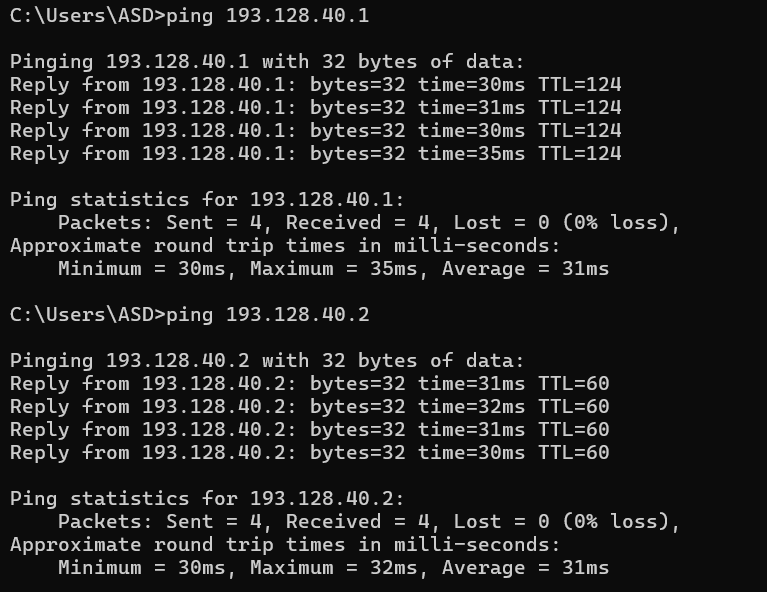 C:\Users\ASD>ping 193.128.40.1
Pinging 193.128.40.1 with 32 bytes of data:
Reply from 193.128.40.1: bytes=32 time=30ms TTL=124
Reply from 193.128.40.1: bytes=32 time=31ms TTL=124
Reply from 193.128.40.1: bytes=32 time=30ms TTL=124
Reply from 193.128.40.1: bytes=32 time=35ms TTL=124
Ping statistics for 193.128.40.1:
Packets: Sent = 4, Received = 4, Lost = 0 (0% loss),
Approximate round trip times in milli-seconds:
Minimum = 30ms, Maximum = 35ms, Average = 31ms
C:\Users\ASD>ping 193.128.40.2
Pinging 193.128.40.2 with 32 bytes of data:
Reply from 193.128.40.2: bytes=32 time=31ms TTL=60
Reply from 193.128.40.2: bytes=32 time=32ms TTL=60
Reply from 193.128.40.2: bytes=32 time=31ms TTL=60
Reply from 193.128.40.2: bytes=32 time=30ms TTL=60
Ping statistics for 193.128.40.2:
Packets: Sent = 4, Received = 4, Lost = 0 (0% loss),
Approximate round trip times in milli-seconds:
Minimum = 30ms, Maximum = 32ms, Average = 31ms